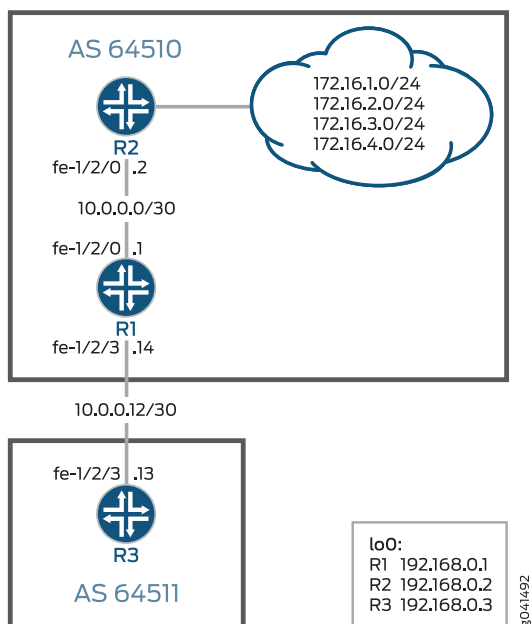 AS 64510
172.16.1.0/24
172.16.2.0/24
172.16.3.0/24
172.16.4.0/24
R2
fe-1/2/0 .2
10.0.0.0/30
fe-1/2/0 .1
R1
fe-1/2/3 .14
10.0.0.12/30
fe-1/2/3 .13
R3
AS 64511
lo0:
R1 192.168.0.1
R2 192.168.0.2
R3 192.168.0.3
g041492